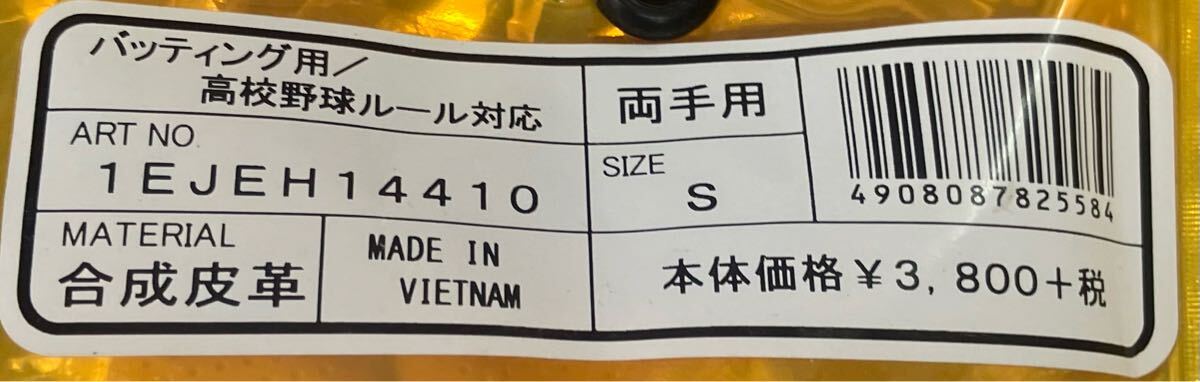 バッティング用/
高校野球ルール対応
両手用
ART NO
1EJEH14410
SIZE
S
4908087825584
MATERIAL
合成皮革
MADE IN
VIETNAM
本体価格¥3,800+税